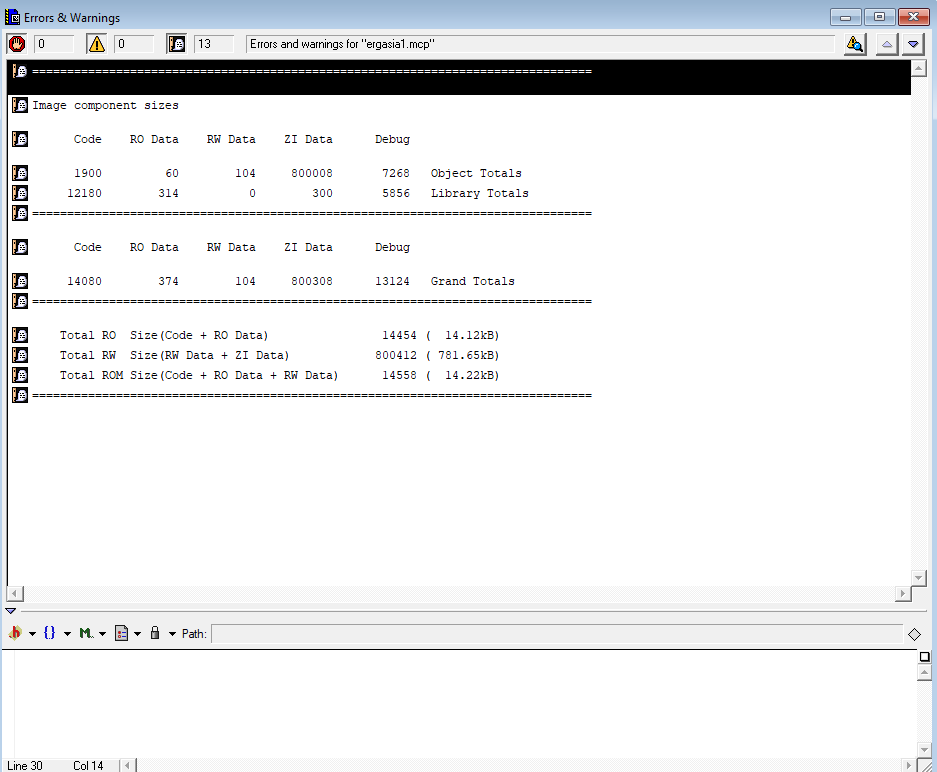 Errors & Warnings
0 0 13 Errors and warnings for "ergasia1.mcp"
================================================================================
Image component sizes
Code RO Data RW Data ZI Data Debug
1900 60 104 800008 7268 Object Totals
12180 314 0 300 5856 Library Totals
================================================================================
Code RO Data RW Data ZI Data Debug
14080 374 104 800308 13124 Grand Totals
================================================================================
Total RO Size(Code + RO Data) 14454 ( 14.12kB)
Total RW Size(RW Data + ZI Data) 800412 ( 781.65kB)
Total ROM Size(Code + RO Data + RW Data) 14558 ( 14.22kB)
================================================================================
h {} M. Path:
Line 30 Col 14